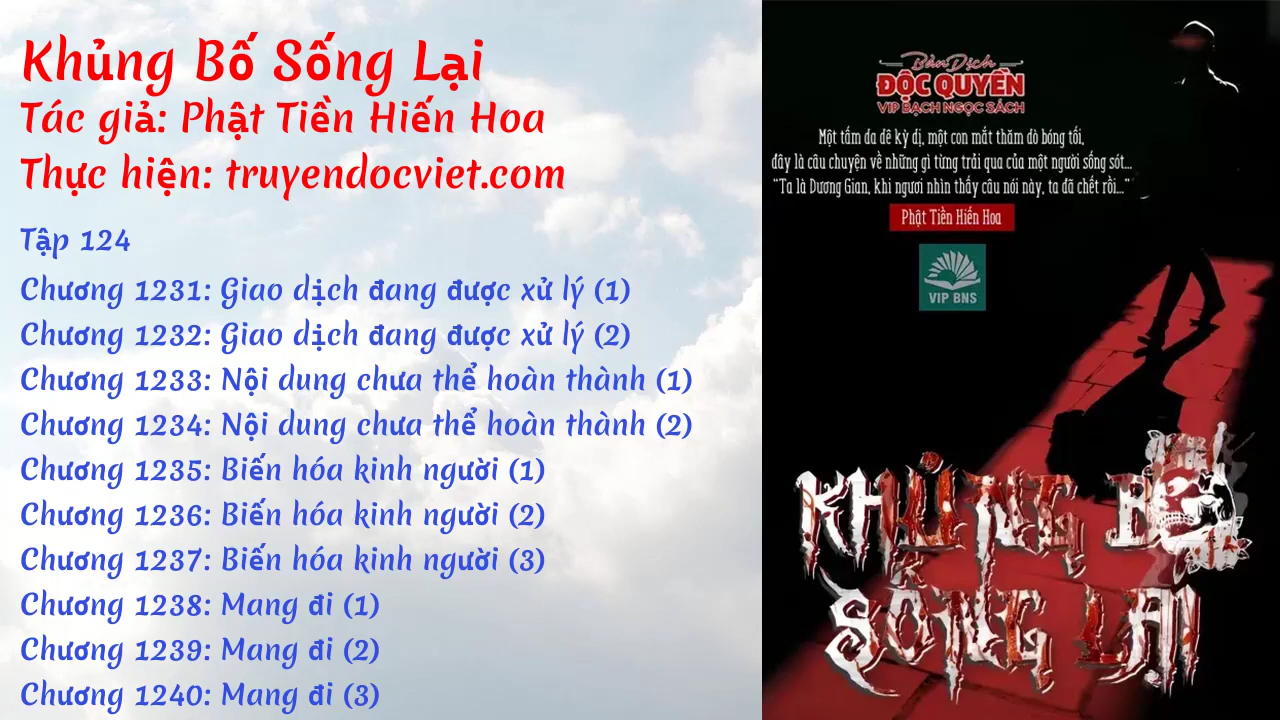 Khủng Bố Sống Lại
Tác giả: Phật Tiền Hiến Hoa
Thực hiện: truyendocviet.com
Tập 124
Chương 1231: Giao dịch đang được xử lý (1)
Chương 1232: Giao dịch đang được xử lý (2)
Chương 1233: Nội dung chưa thể hoàn thành (1)
Chương 1234: Nội dung chưa thể hoàn thành (2)
Chương 1235: Biến hóa kinh người (1)
Chương 1236: Biến hóa kinh người (2)
Chương 1237: Biến hóa kinh người (3)
Chương 1238: Mang đi (1)
Chương 1239: Mang đi (2)
Chương 1240: Mang đi (3)
Bản Dịch
ĐỘC QUYỀN
VIP BẠCH NGỌC SÁCH
Một tấm da dê kỳ dị, một con mắt thăm dò bóng tối,
đây là câu chuyện về những gì từng trải qua của một người sống sót...
“Ta là Dương Gian, khi ngươi nhìn thấy câu nói này, ta đã chết rồi...”
Phật Tiền Hiến Hoa
VIP BNS
KHỦNG BỐ
SỐNG LẠI